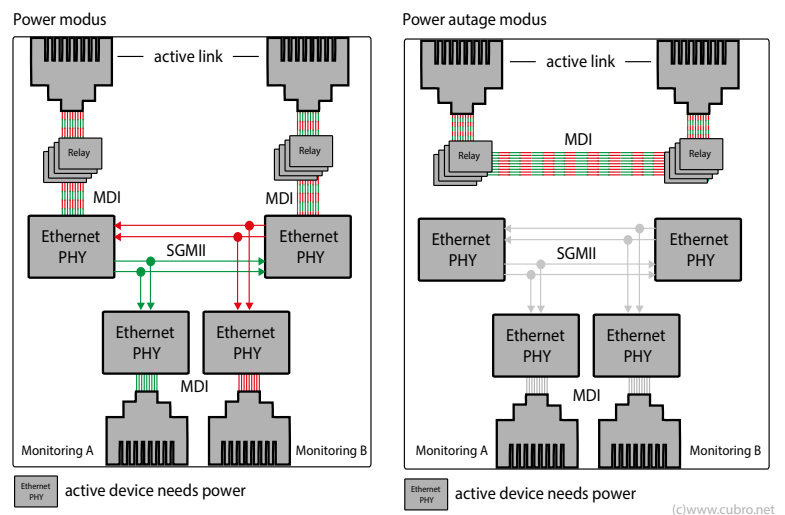 Power modus
active link
Relay
Relay
MDI
MDI
Ethernet
PHY
SGMII
Ethernet
PHY
Ethernet
PHY
Ethernet
PHY
MDI
Monitoring A
Monitoring B
Ethernet
PHY
active device needs power
Power autage modus
active link
MDI
Relay
Relay
Ethernet
PHY
SGMII
Ethernet
PHY
Ethernet
PHY
Ethernet
PHY
MDI
Monitoring A
Monitoring B
Ethernet
PHY
active device needs power
(c)www.cubro.net